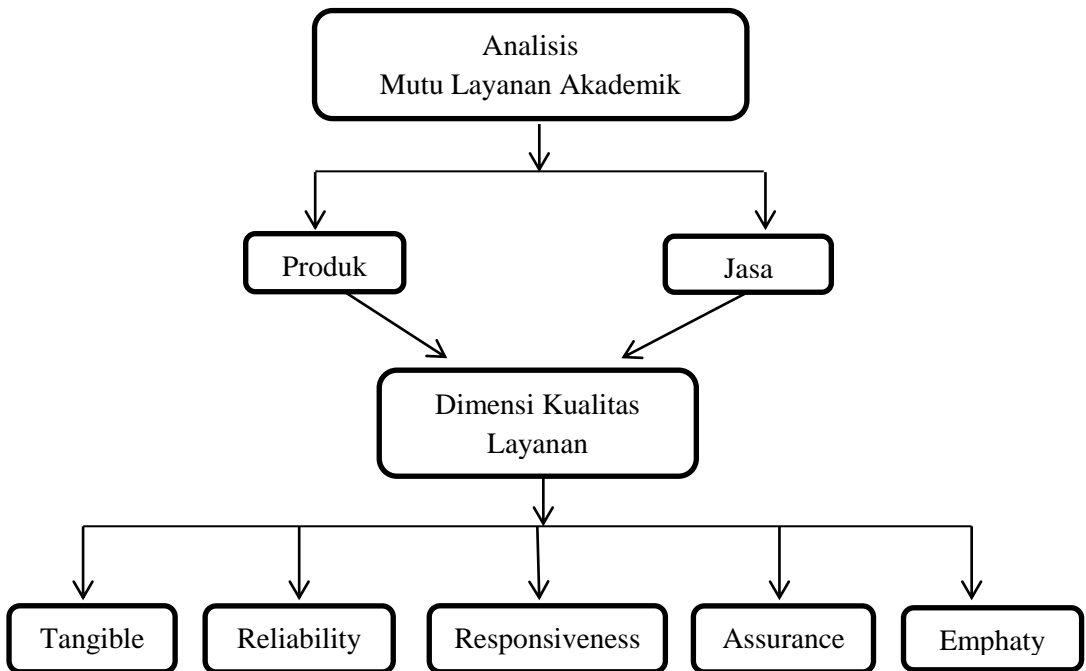 Analisis
Mutu Layanan Akademik
Produk
Jasa
Dimensi Kualitas
Layanan
Tangible
Reliability
Responsiveness
Assurance
Emphaty